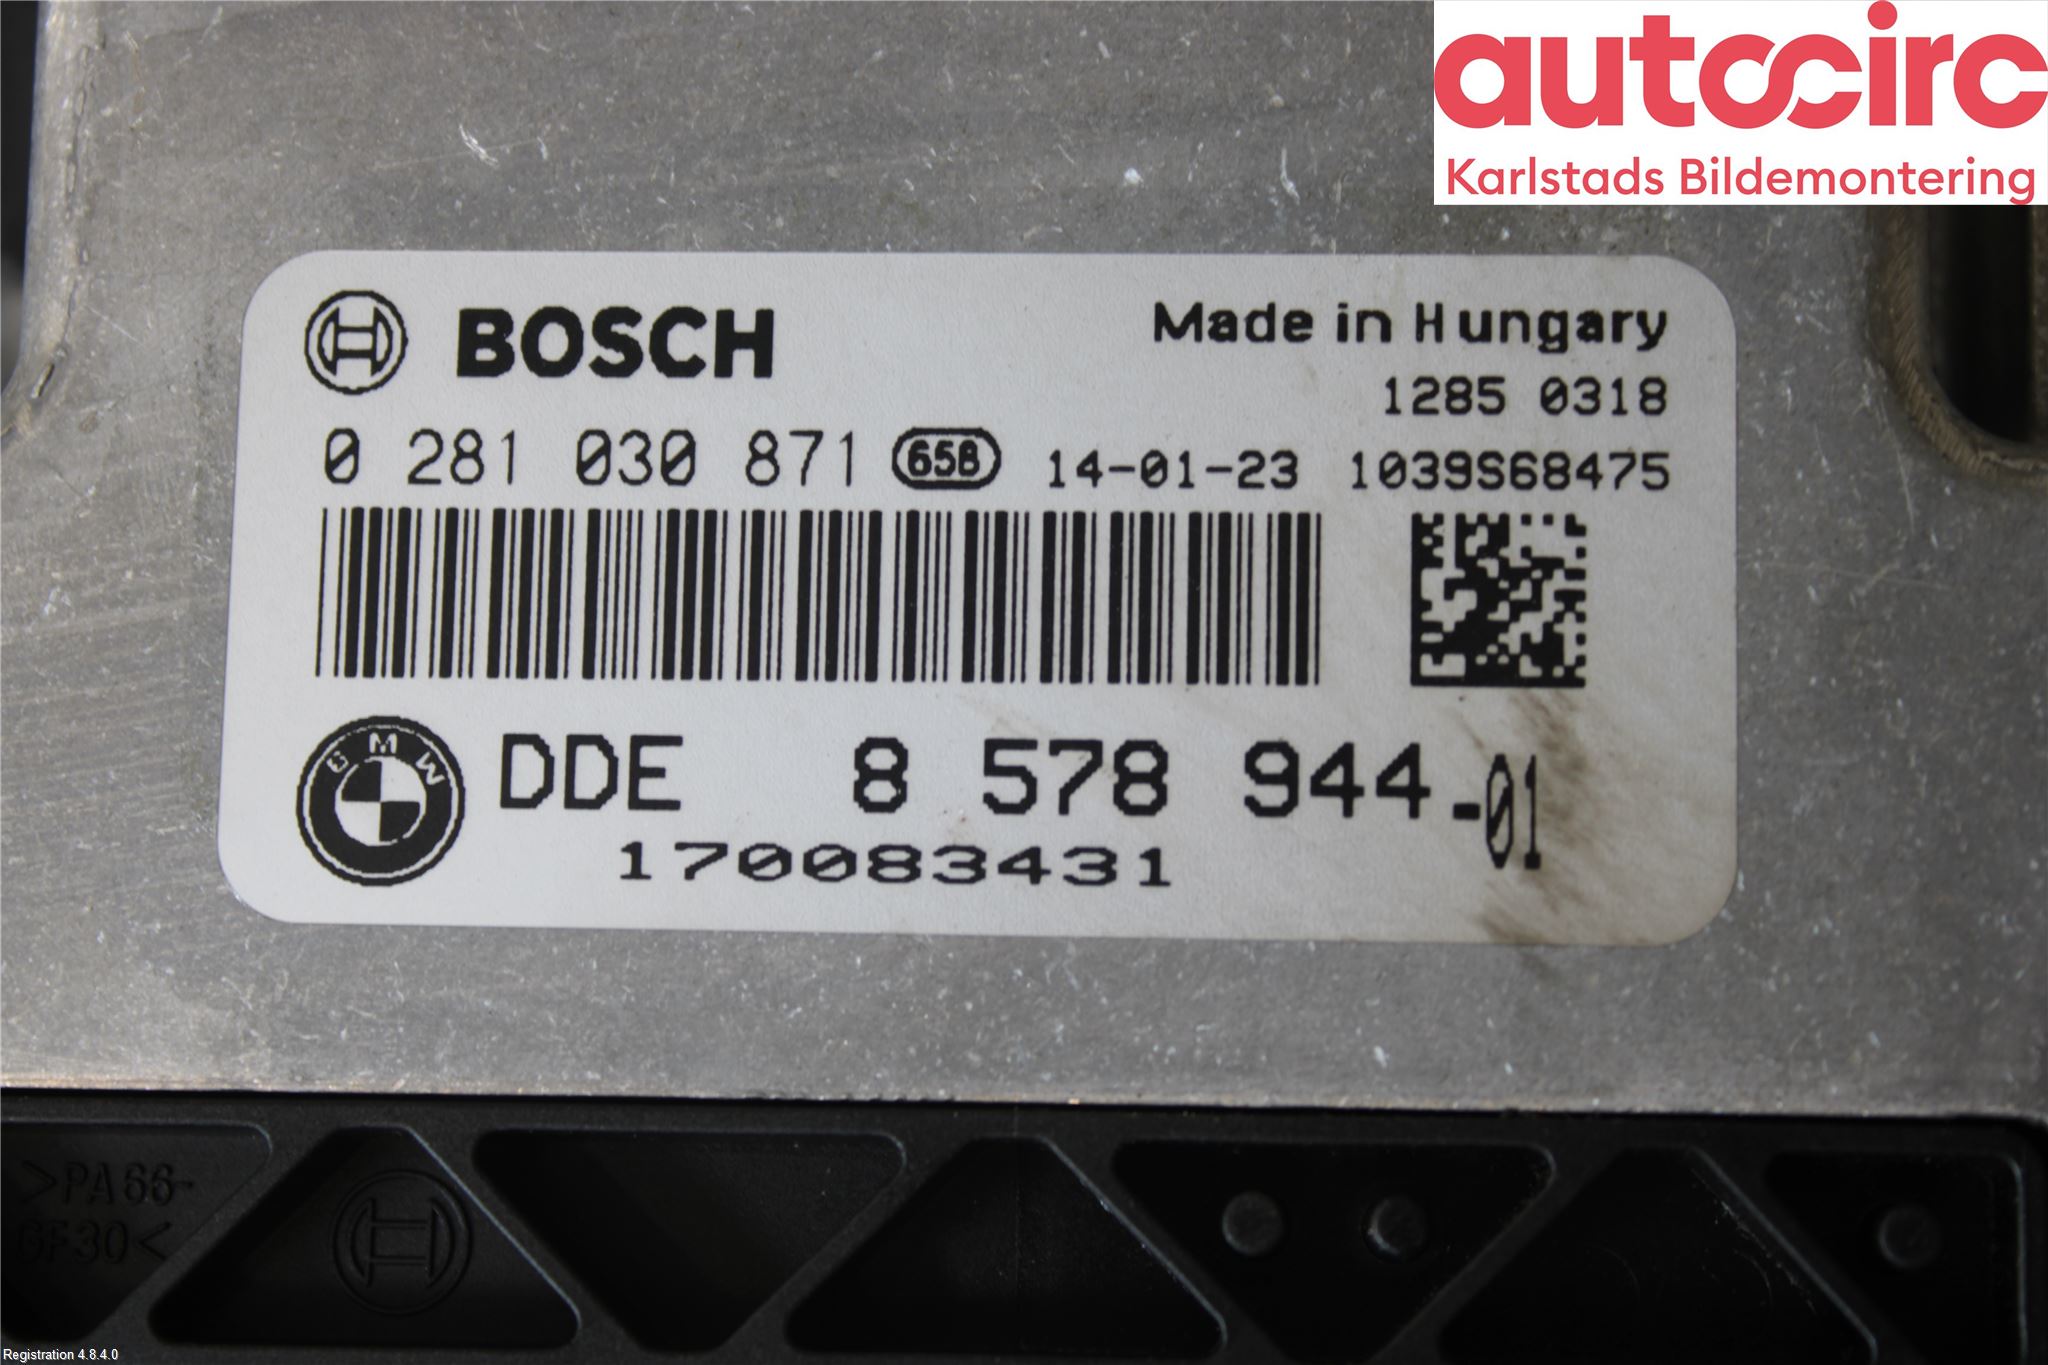 autocirc
Karlstads Bildemontering
BOSCH
Made in Hungary
1285 0318
0 281 030 871 658 14-01-23 1039S68475
BMW
DDE 8 578 944-01
170083431
>PA66-
GF30<
Registration 4.8.4.0